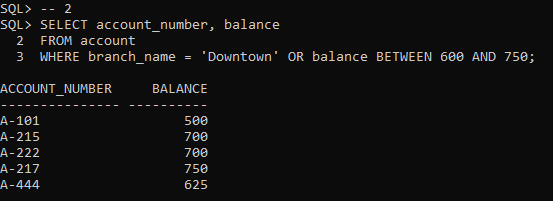 SQL> -- 2
SQL> SELECT account_number, balance
  2  FROM account
  3  WHERE branch_name = 'Downtown' OR balance BETWEEN 600 AND 750;

ACCOUNT_NUMBER     BALANCE
--------------- ----------
A-101                  500
A-215                  700
A-222                  700
A-217                  750
A-444                  625